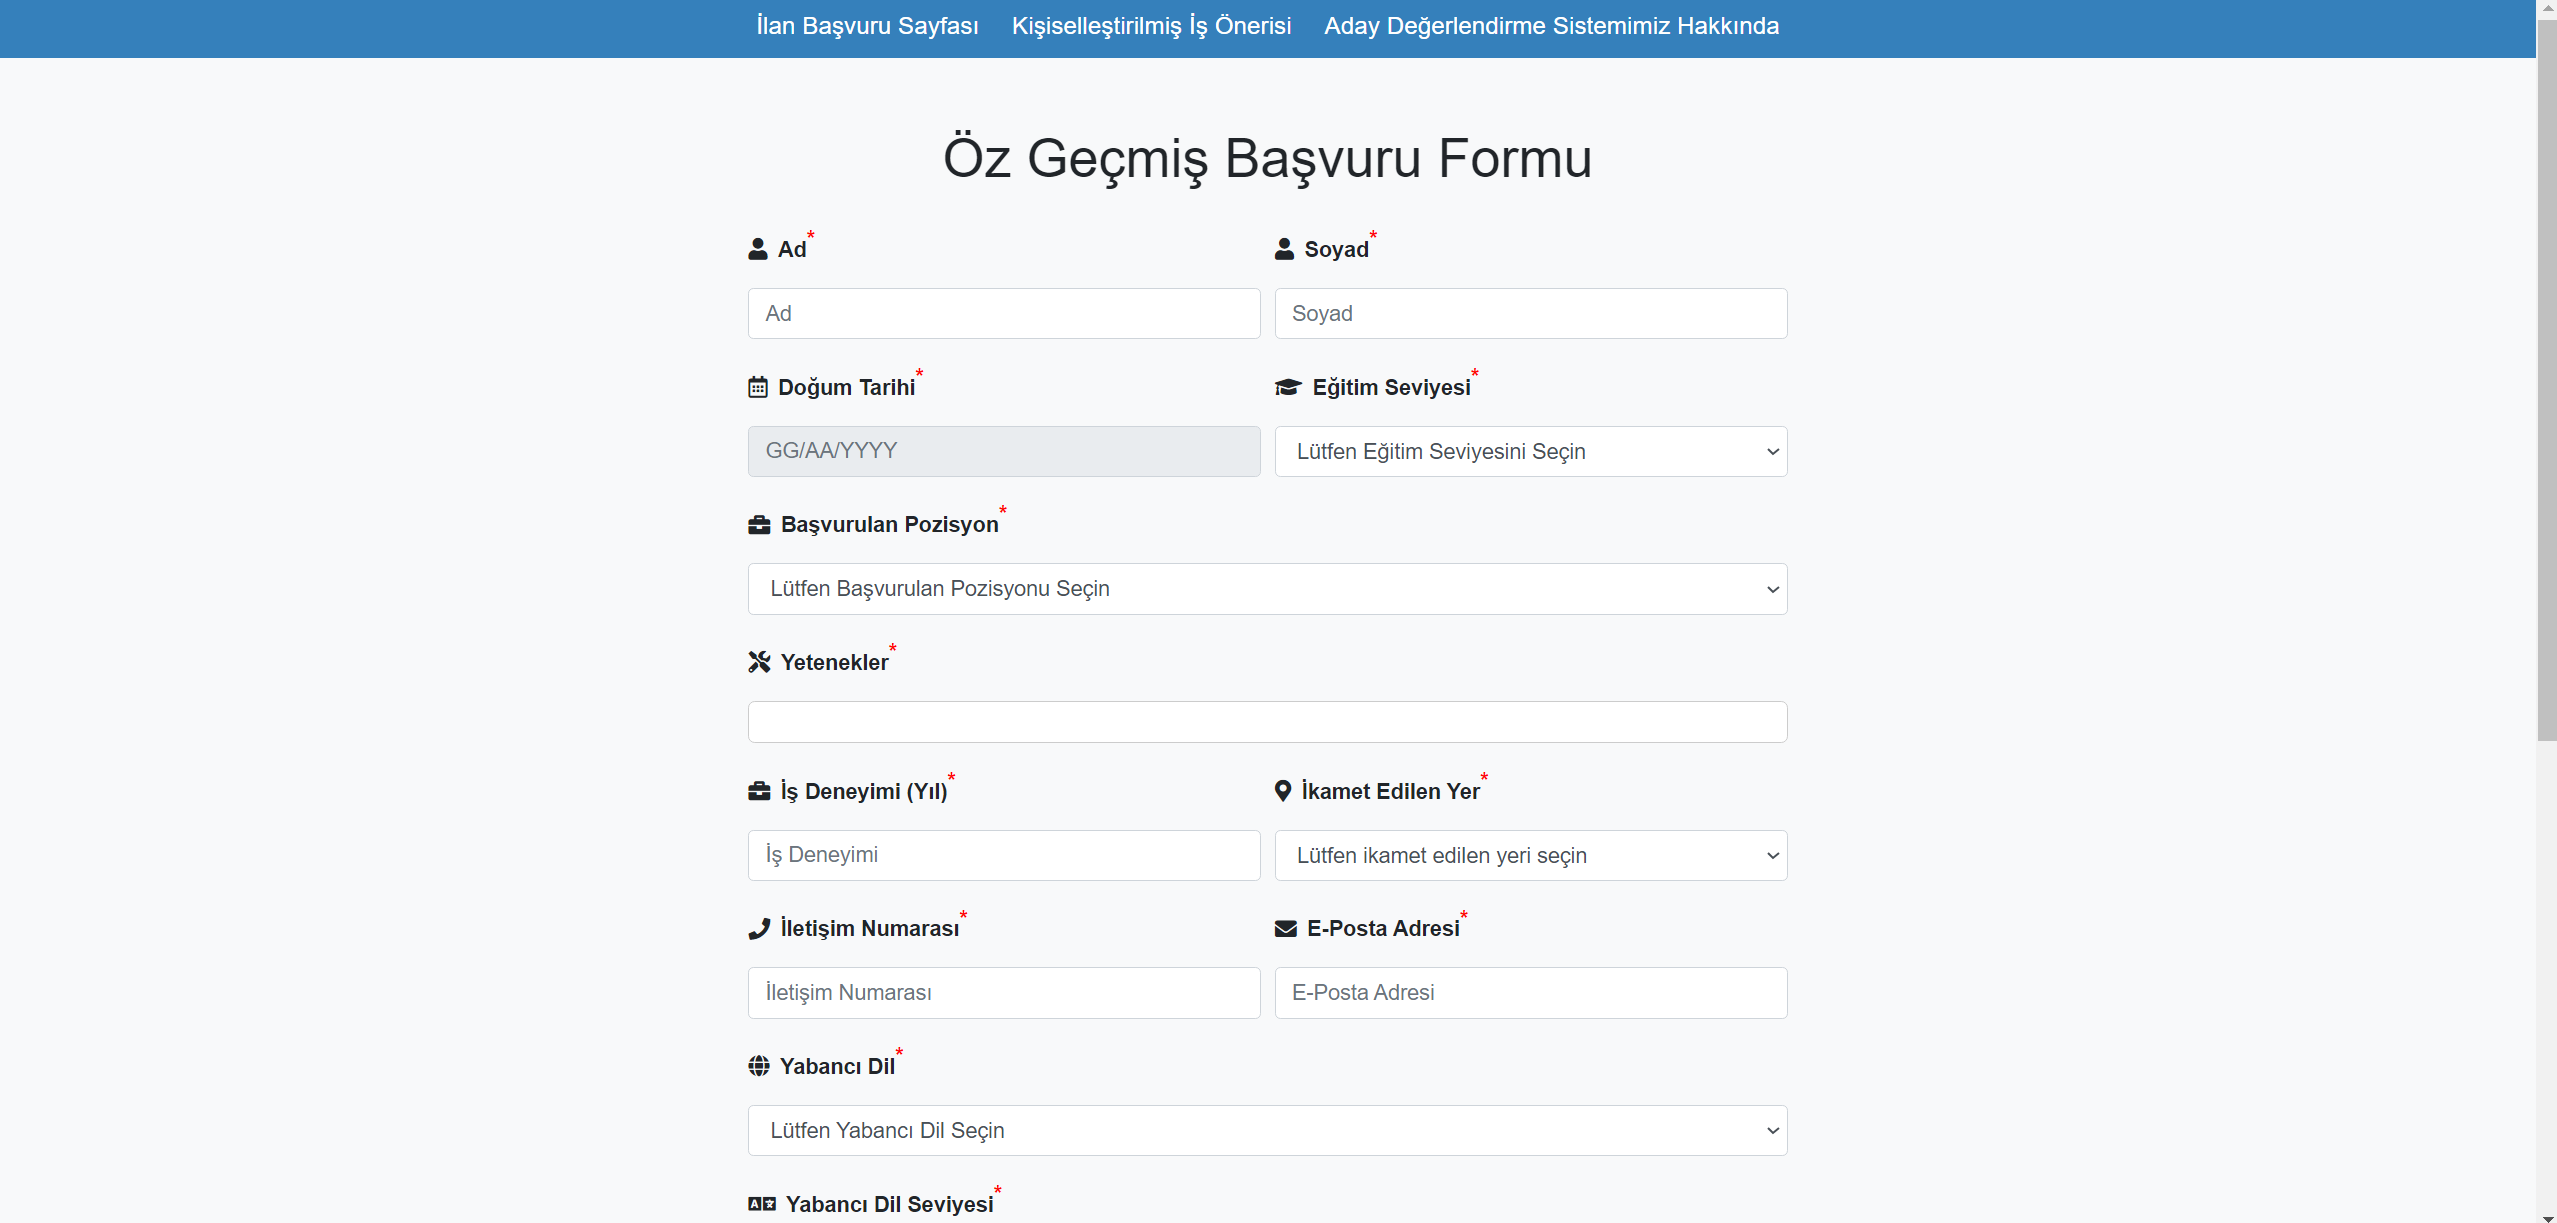 İlan Başvuru Sayfası Kişiselleştirilmiş İş Önerisi Aday Değerlendirme Sistemimiz Hakkında
Öz Geçmiş Başvuru Formu
Ad* Soyad*
Ad Soyad
Doğum Tarihi* Eğitim Seviyesi*
GG/AA/YYYY Lütfen Eğitim Seviyesini Seçin
Başvurulan Pozisyon*
Lütfen Başvurulan Pozisyonu Seçin
Yetenekler*
İş Deneyimi (Yıl)* İkamet Edilen Yer*
İş Deneyimi Lütfen ikamet edilen yeri seçin
İletişim Numarası* E-Posta Adresi*
İletişim Numarası E-Posta Adresi
Yabancı Dil*
Lütfen Yabancı Dil Seçin
Yabancı Dil Seviyesi*